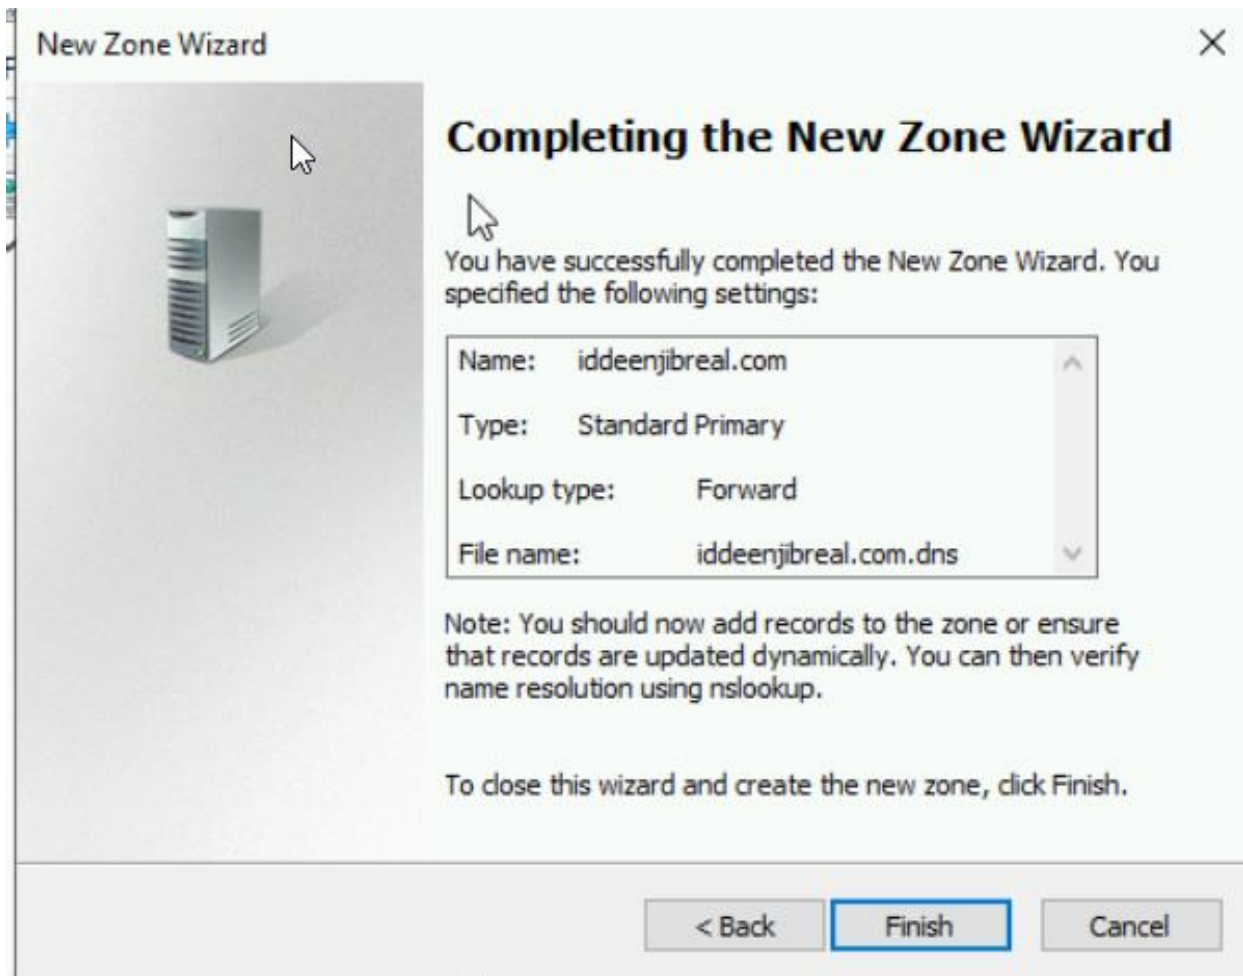 New Zone Wizard
Completing the New Zone Wizard
You have successfully completed the New Zone Wizard. You
specified the following settings:
Name: iddeenjibreal.com
Type: Standard Primary
Lookup type: Forward
File name: iddeenjibreal.com.dns
Note: You should now add records to the zone or ensure
that records are updated dynamically. You can then verify
name resolution using nslookup.
To close this wizard and create the new zone, click Finish.
< Back Finish Cancel